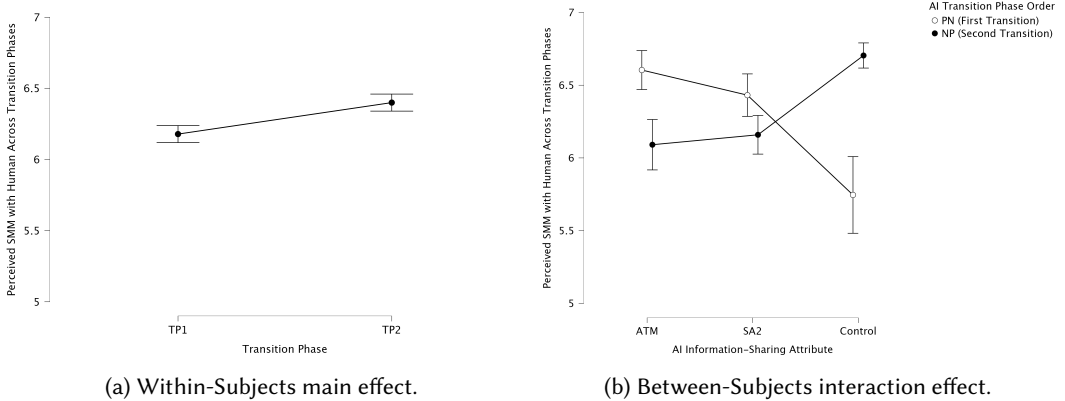 7
6.5
6
5.5
5
Perceived SMM with Human Across Transition Phases
TP1
TP2
Transition Phase
(a) Within-Subjects main effect.
AI Transition Phase Order
PN (First Transition)
NP (Second Transition)
7
6.5
6
5.5
5
Perceived SMM with Human Across Transition Phases
ATM
SA2
Control
AI Information-Sharing Attribute
(b) Between-Subjects interaction effect.